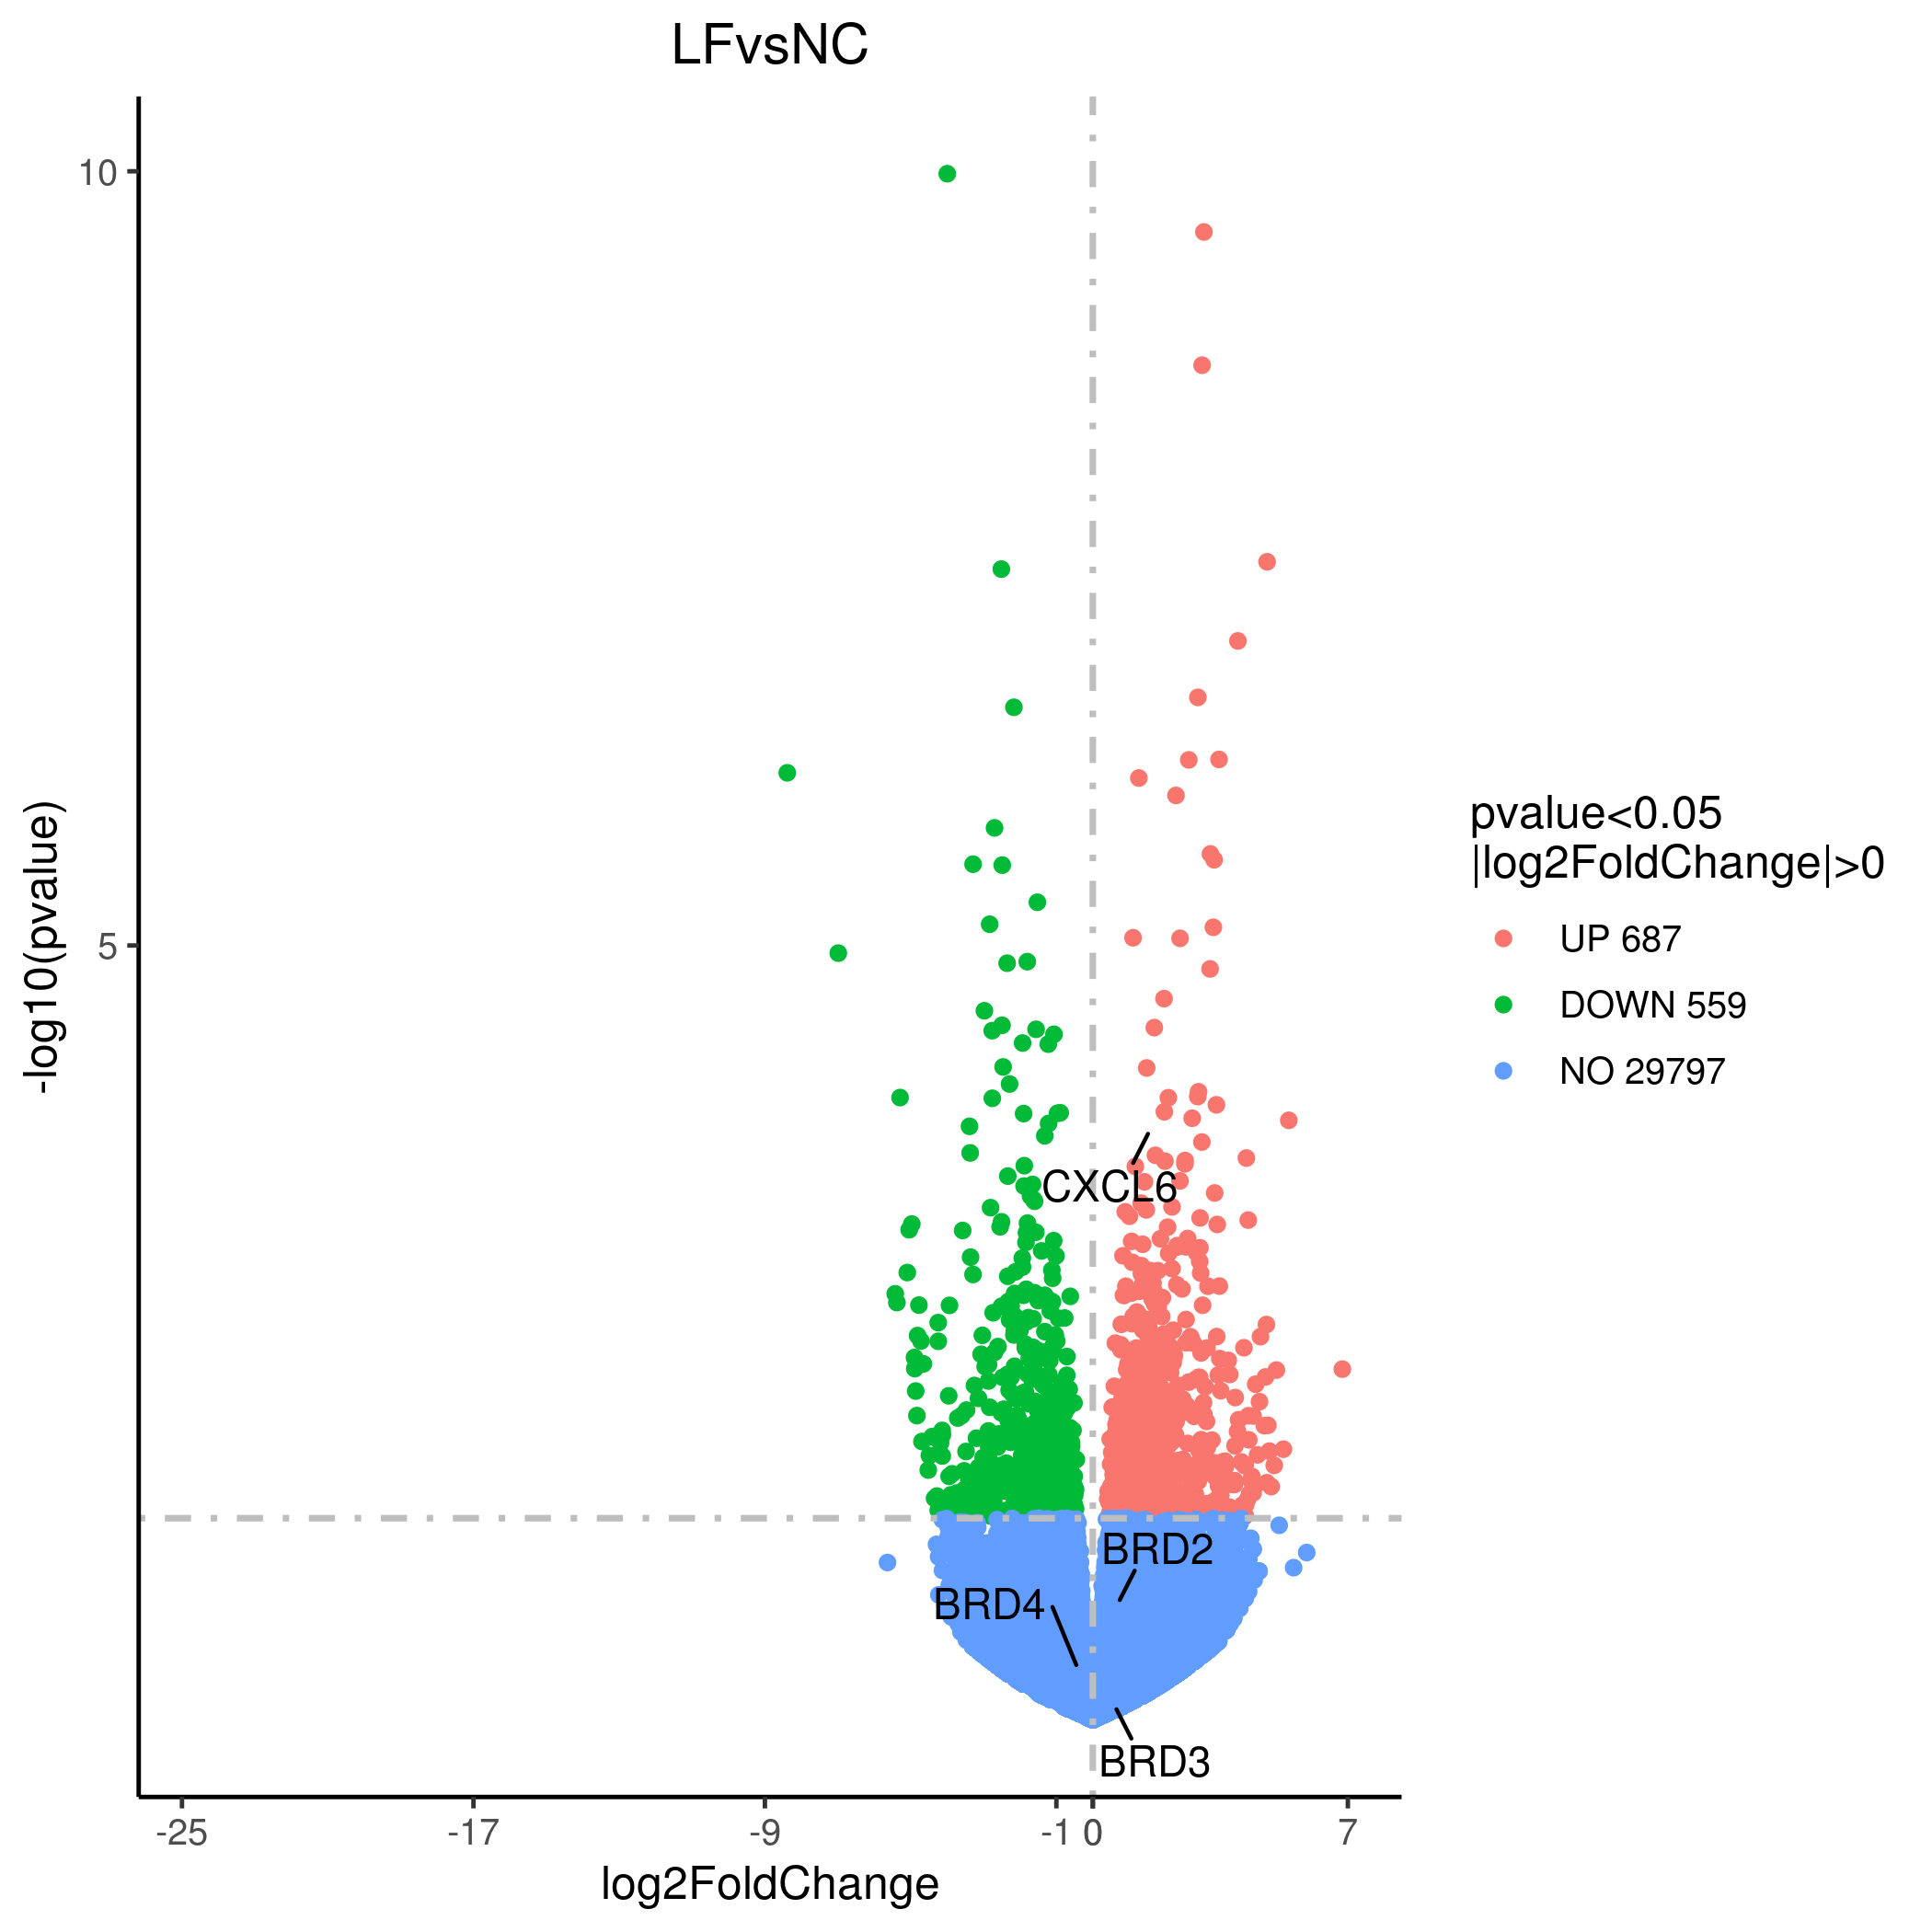 LFvsNC
10
5
-log10(pvalue)
CXCL6
BRD2
BRD4
BRD3
-25
-17
-9
-1
0
7
log2FoldChange
pvalue<0.05
|log2FoldChange|>0
UP 687
DOWN 559
NO 29797